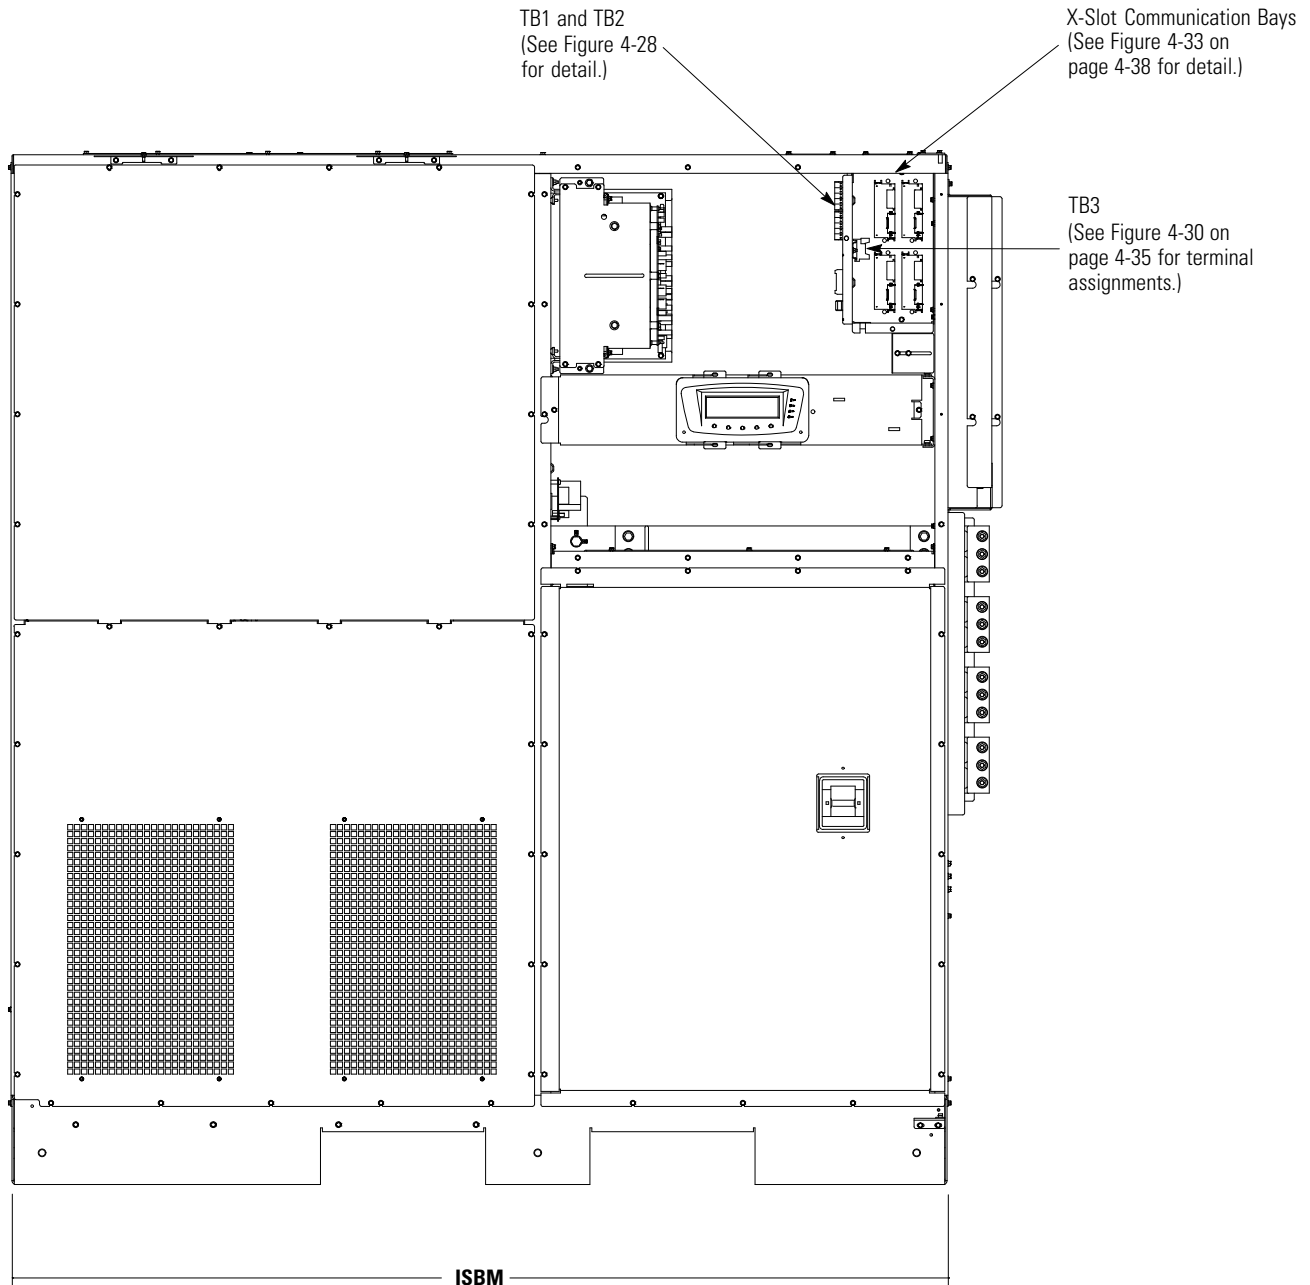 TB1 and TB2
(See Figure 4-28
for detail.)
X-Slot Communication Bays
(See Figure 4-33 on
page 4-38 for detail.)
TB3
(See Figure 4-30 on
page 4-35 for terminal
assignments.)
ISBM